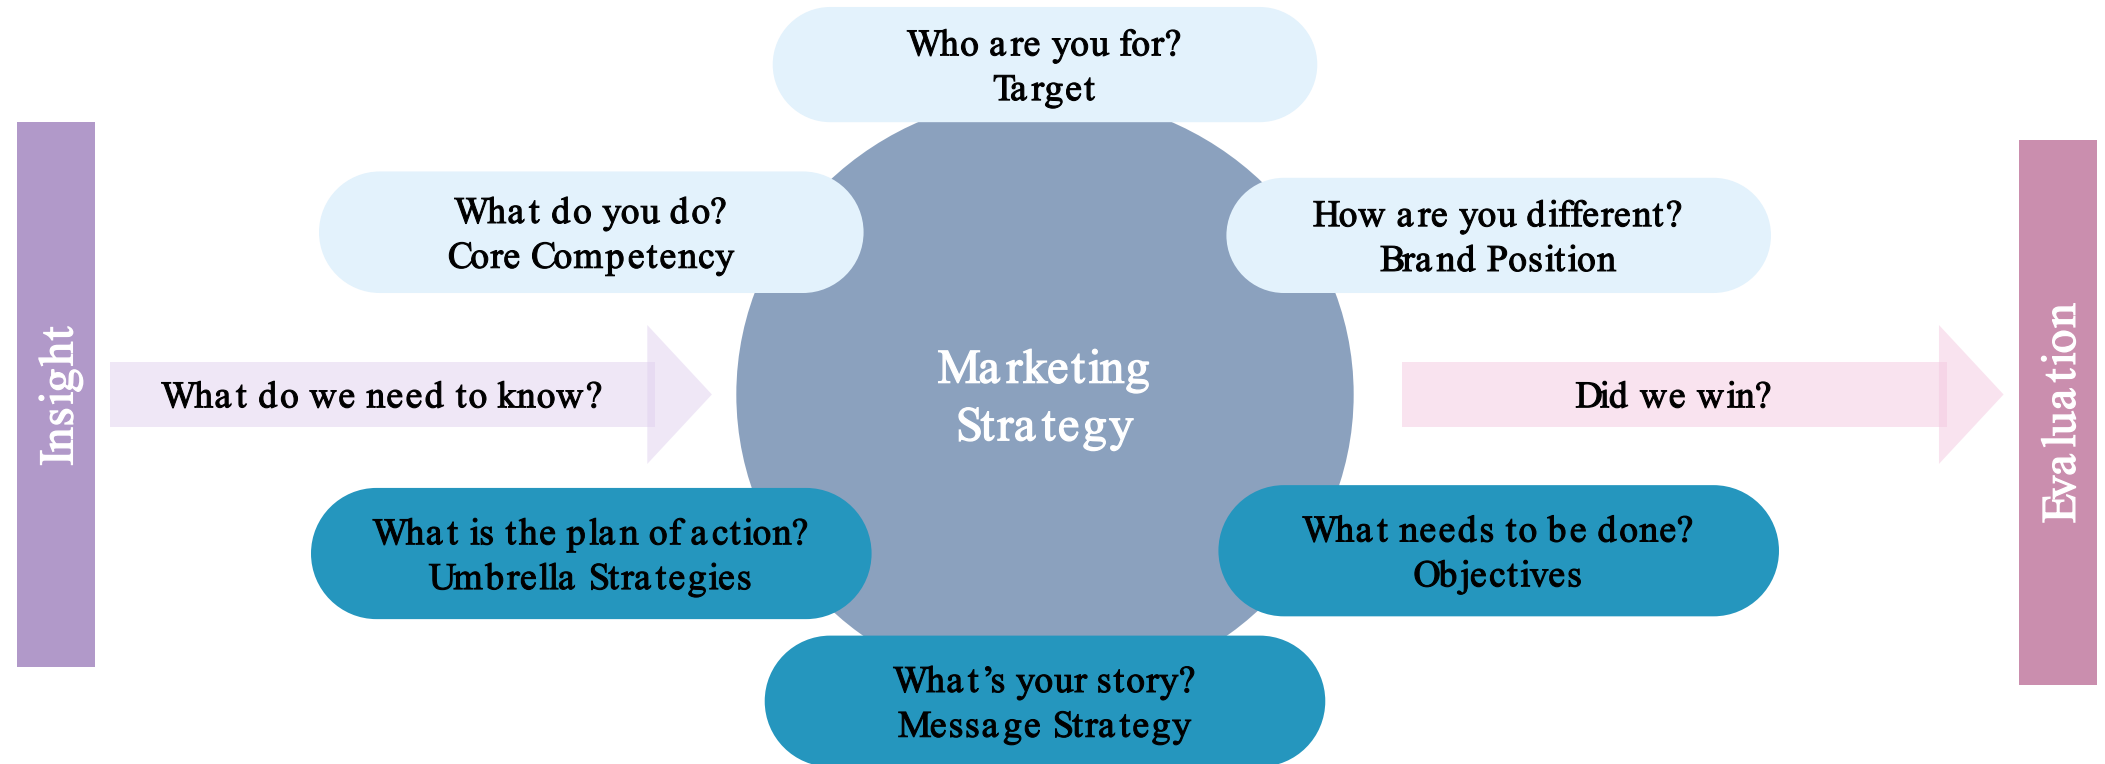 Who are you for?
Target
What do you do?
Core Competency
How are you different?
Brand Position
Insight
What do we need to know?
Marketing
Strategy
Did we win?
Evaluation
What is the plan of action?
Umbrella Strategies
What needs to be done?
Objectives
What’s your story?
Message Strategy